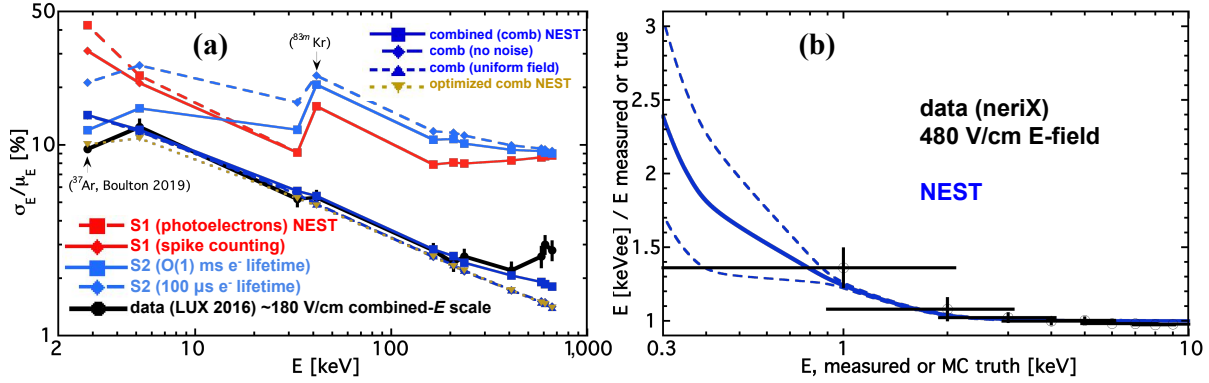 50%
10%
1%
σE/μE [%]
(a)
(83m Kr)
combined (comb) NEST
comb (no noise)
comb (uniform field)
optimized comb NEST
(37Ar, Boulton 2019)
S1 (photoelectrons) NEST
S1 (spike counting)
S2 (O(1) ms e- lifetime)
S2 (100 μs e- lifetime)
data (LUX 2016) ~180 V/cm combined-E scale
2 10 100 1,000
E [keV]
3
2.5
2
1.5
1
E [keVee] / E measured or true
(b)
data (neriX)
480 V/cm E-field
NEST
0.3 1 10
E, measured or MC truth [keV]